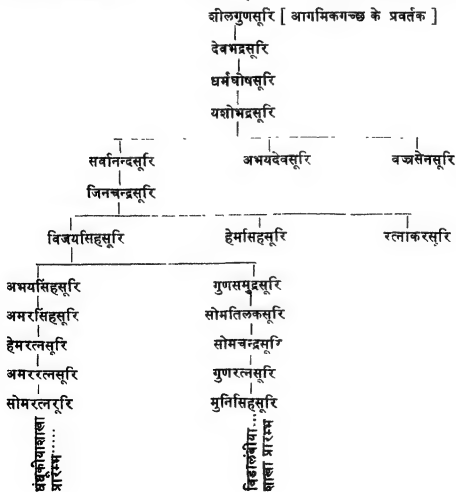 शीलगुणसूरि [ आगमिकगच्छ के प्रवर्तक ]
देवभद्रसूरि
धर्मघोषसूरि
यशोभद्रसूरि
सर्वानन्दसूरि अभयदेवसूरि वज्रसेनसूरि
जिनचन्द्रसूरि
विजयसिंहसूरि हेमसिंहसूरि रत्नाकरसूरि
अभयसिंहसूरि गुणसमुद्रसूरि
अमरसिंहसूरि सोमतिलकसूरि
हेमरत्नसूरि सोमचन्द्रसूरि
अमररत्नसूरि गुणरत्नसूरि
सोमरत्नसूरि मुनिसिंहसूरि
धंधूकीयाशाखा...... विडालंबीया...
प्रारम्भ शाखा प्रारम्भ